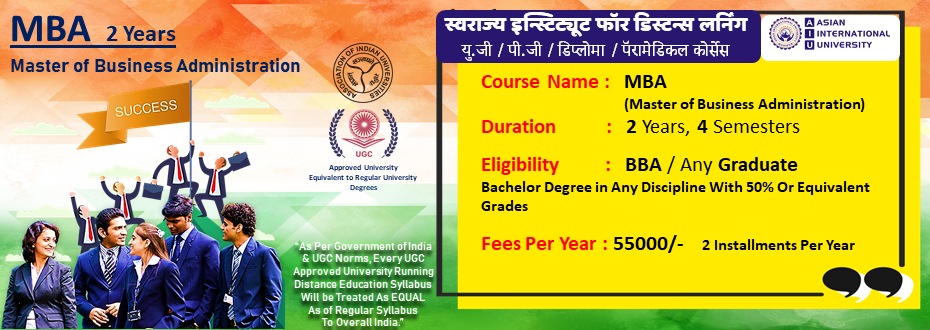 MBA 2 Years
Master of Business Administration
SUCCESS
ASSOCIATION OF INDIAN UNIVERSITIES
UGC
Approved University
Equivalent to Regular University
Degrees
"As Per Government of India
& UGC Norms, Every UGC
Approved University Running
Distance Education Syllabus
Will be Treated As EQUAL
As of Regular Syllabus
To Overall India."
स्वराज्य इन्स्टिट्यूट फॉर डिस्टन्स लर्निंग
यु.जी / पी.जी / डिप्लोमा / पॅरामेडिकल कोर्सेस
ASIAN
INTERNATIONAL
UNIVERSITY
Course Name : MBA
(Master of Business Administration)
Duration : 2 Years, 4 Semesters
Eligibility : BBA / Any Graduate
Bachelor Degree in Any Discipline With 50% Or Equivalent
Grades
Fees Per Year : 55000/- 2 Installments Per Year